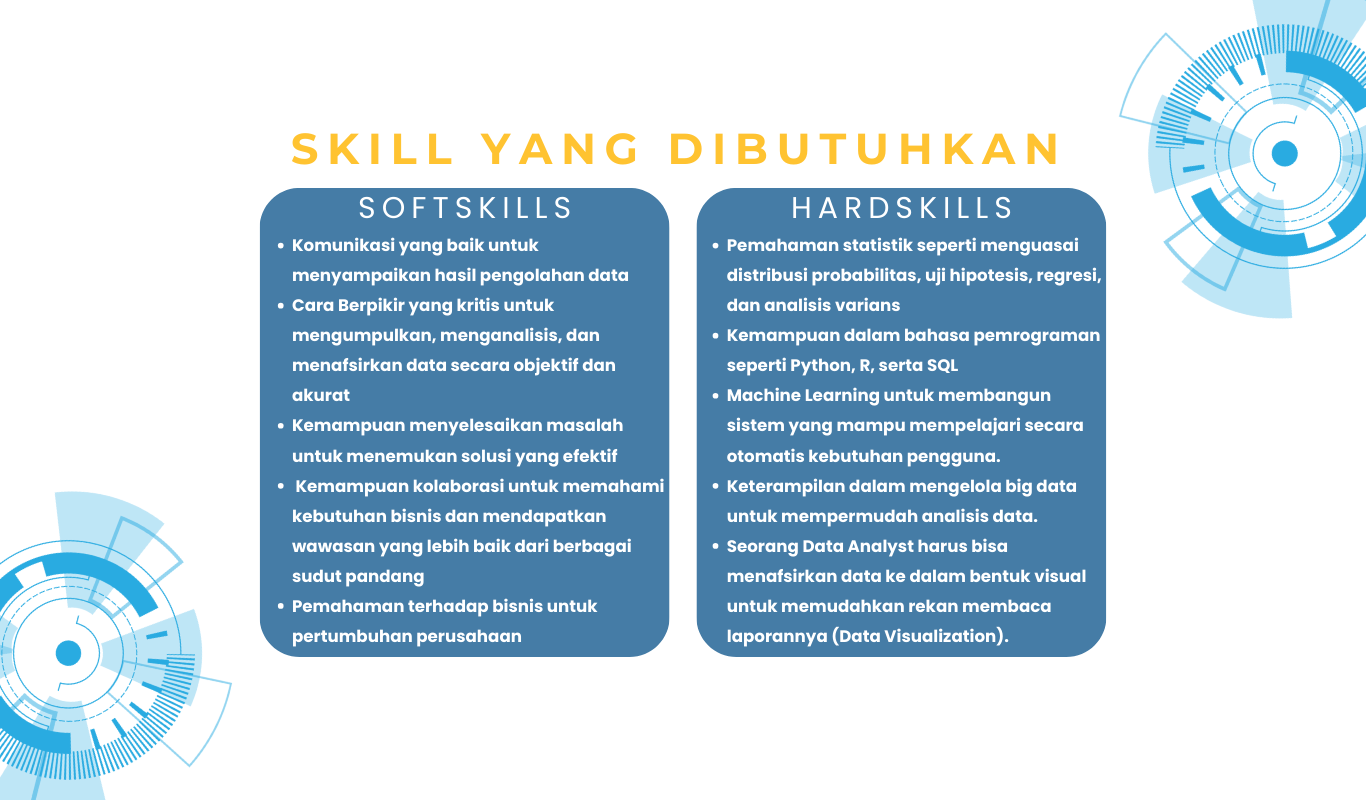 SKILL YANG DIBUTUHKAN
SOFTSKILLS
• Komunikasi yang baik untuk
menyampaikan hasil pengolahan data
• Cara Berpikir yang kritis untuk
mengumpulkan, menganalisis, dan
menafsirkan data secara objektif dan
akurat
• Kemampuan menyelesaikan masalah
untuk menemukan solusi yang efektif
• Kemampuan kolaborasi untuk memahami
kebutuhan bisnis dan mendapatkan
wawasan yang lebih baik dari berbagai
sudut pandang
• Pemahaman terhadap bisnis untuk
pertumbuhan perusahaan
HARDSKILLS
• Pemahaman statistik seperti menguasai
distribusi probabilitas, uji hipotesis, regresi,
dan analisis varians
• Kemampuan dalam bahasa pemrograman
seperti Python, R, serta SQL
• Machine Learning untuk membangun
sistem yang mampu mempelajari secara
otomatis kebutuhan pengguna.
• Keterampilan dalam mengelola big data
untuk mempermudah analisis data.
• Seorang Data Analyst harus bisa
menafsirkan data ke dalam bentuk visual
untuk memudahkan rekan membaca
laporannya (Data Visualization).